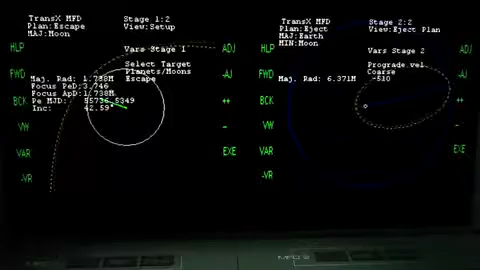 TransX MFD Stage 1:2
Plan:Escape View:Setup
MAJ:Moon
Vars Stage 1
Select Target
Planets/Moons
Escape
Maj. Rad: 1.738M
Focus PeD:3.746
Focus ApD:1.738M
Pe MJD: 55736.5349
Inc: 42.59°
HLP
FWD
BCK
VW
VAR
-VR
ADJ
-AJ
++
--
EXE
TransX MFD Stage 2:2
Plan:Eject View:Eject Plan
MAJ:Earth
MIN:Moon
Vars Stage 2
Prograde vel
Coarse
-510
Maj. Rad: 6.371M
HLP
FWD
BCK
VW
VAR
-VR
ADJ
-AJ
++
--
EXE